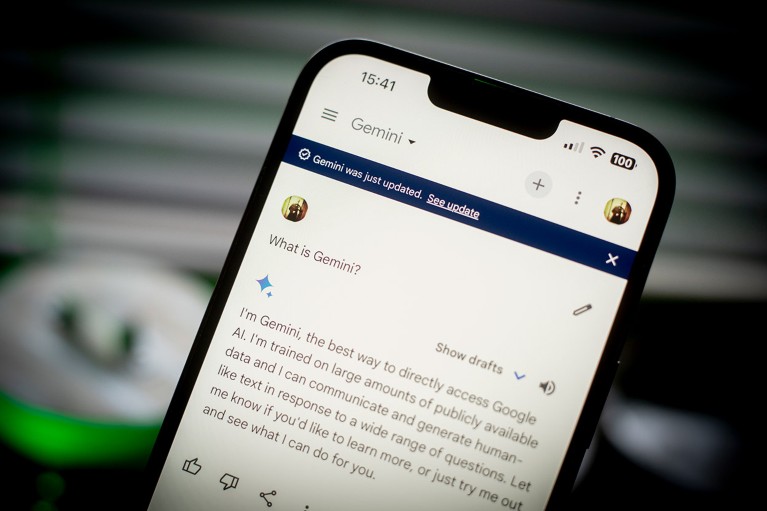 15:41
100
Gemini
Gemini was just updated. See update
What is Gemini?
Show drafts
I'm Gemini, the best way to directly access Google
AI. I'm trained on large amounts of publicly available
data and I can communicate and generate human-
like text in response to a wide range of questions. Let
me know if you'd like to learn more, or just try me out
and see what I can do for you.